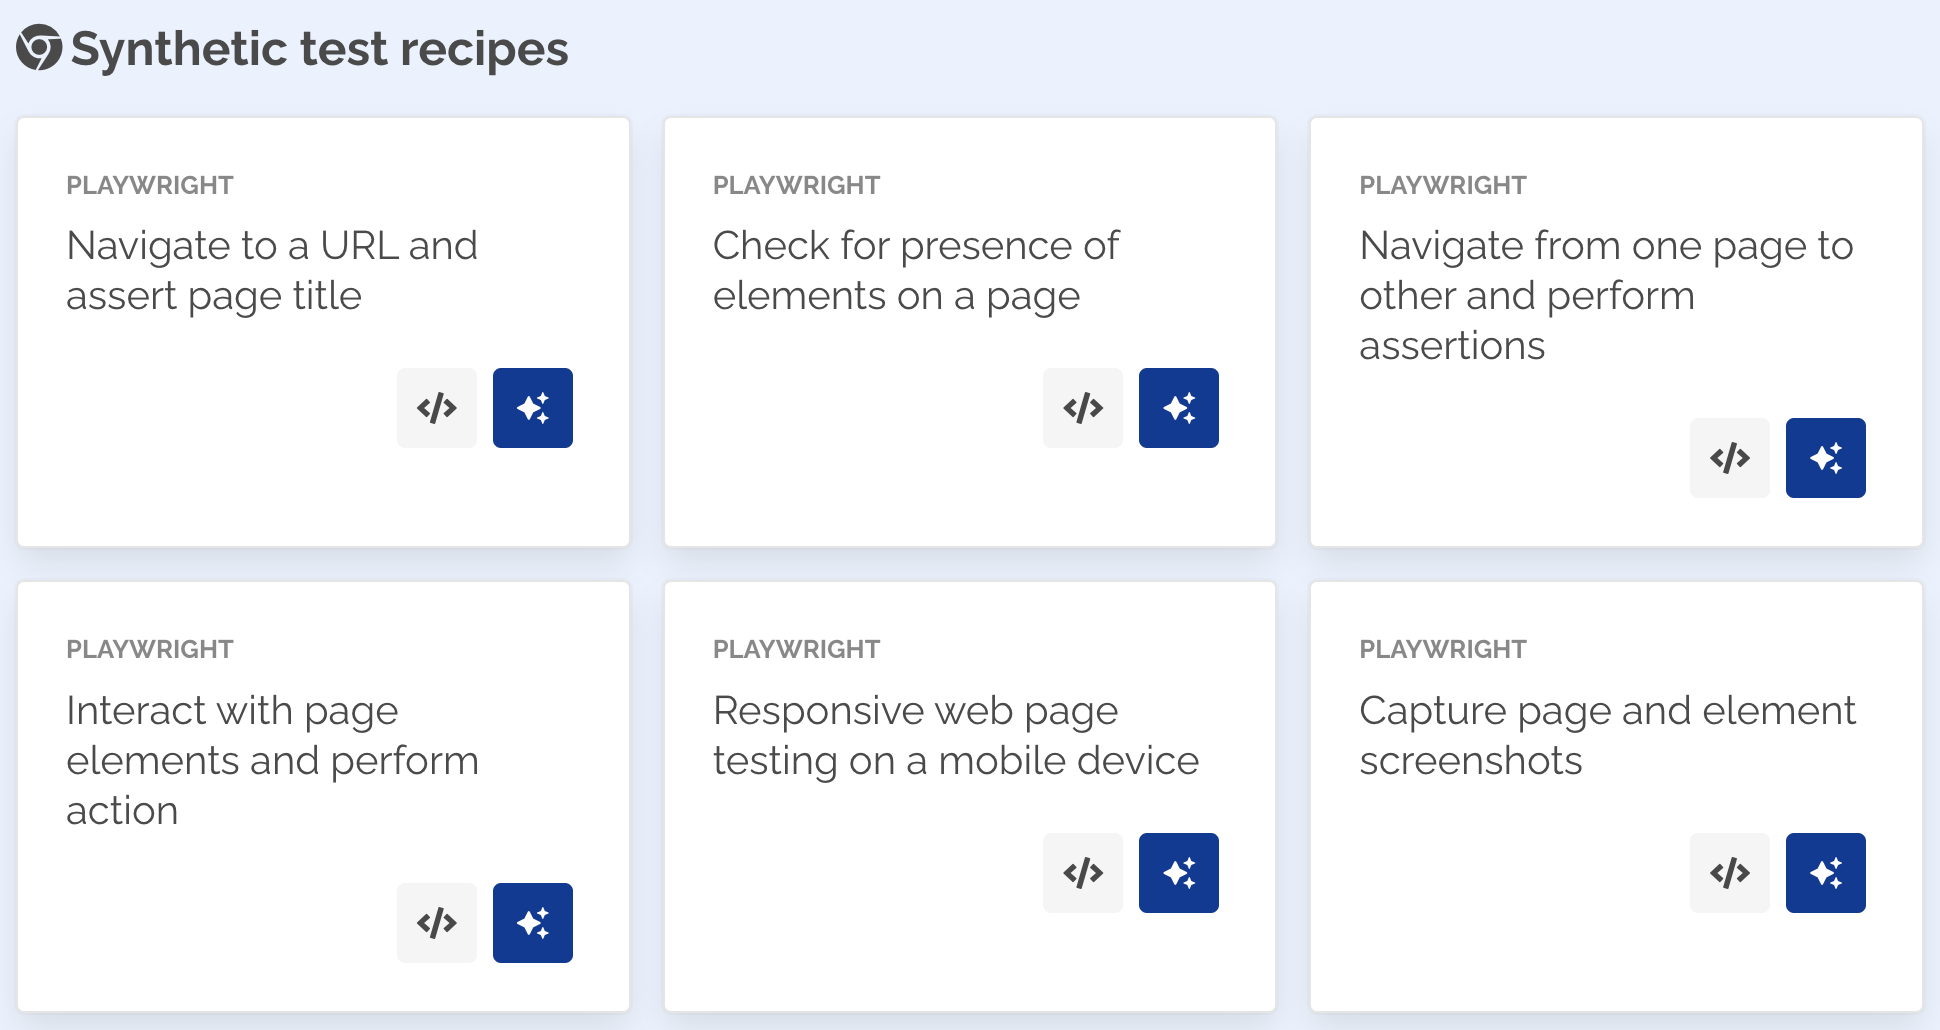 Synthetic test recipes
PLAYWRIGHT
Navigate to a URL and
assert page title
PLAYWRIGHT
Check for presence of
elements on a page
PLAYWRIGHT
Navigate from one page to
other and perform
assertions
PLAYWRIGHT
Interact with page
elements and perform
action
PLAYWRIGHT
Responsive web page
testing on a mobile device
PLAYWRIGHT
Capture page and element
screenshots